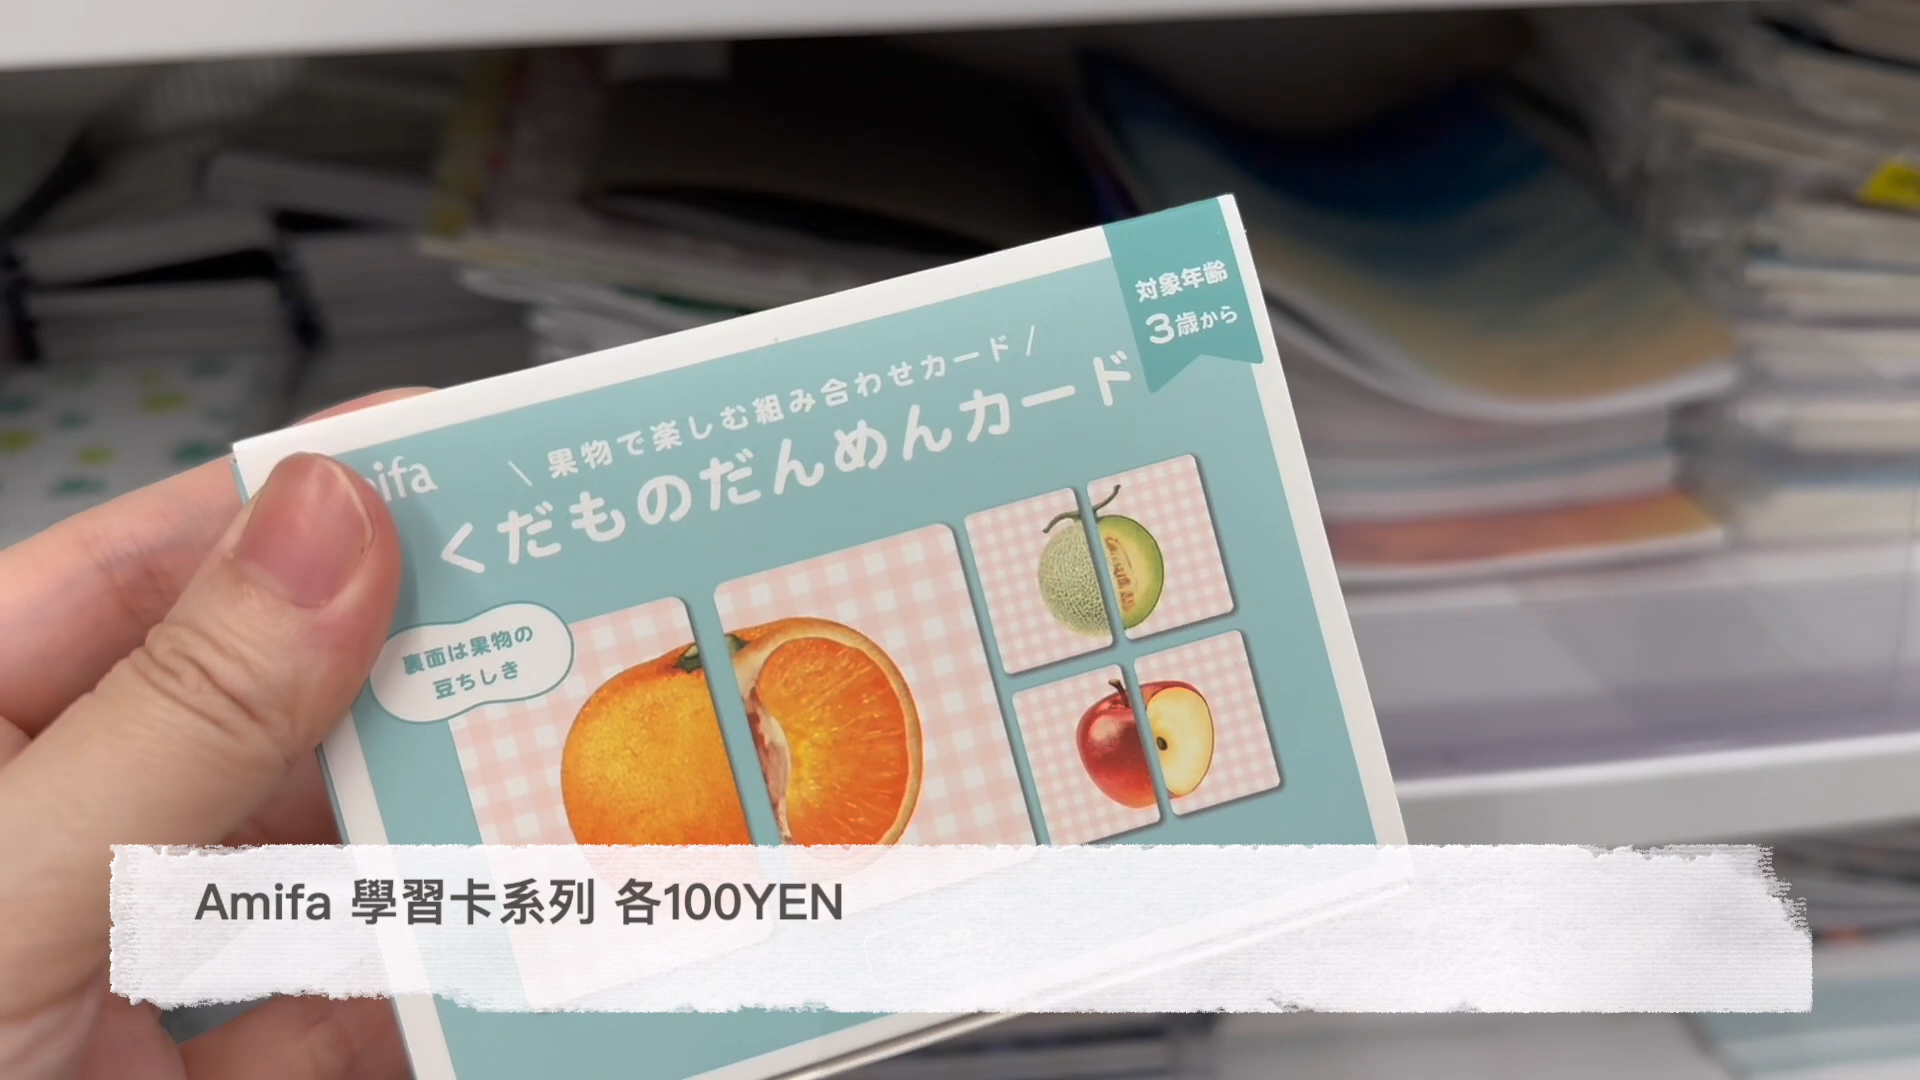 対象年齢
3歳から
\ 果物で楽しむ組み合わせカード /
くだものだんめんカード
裏面は果物の
豆ちしき
Amifa 學習卡系列 各100YEN